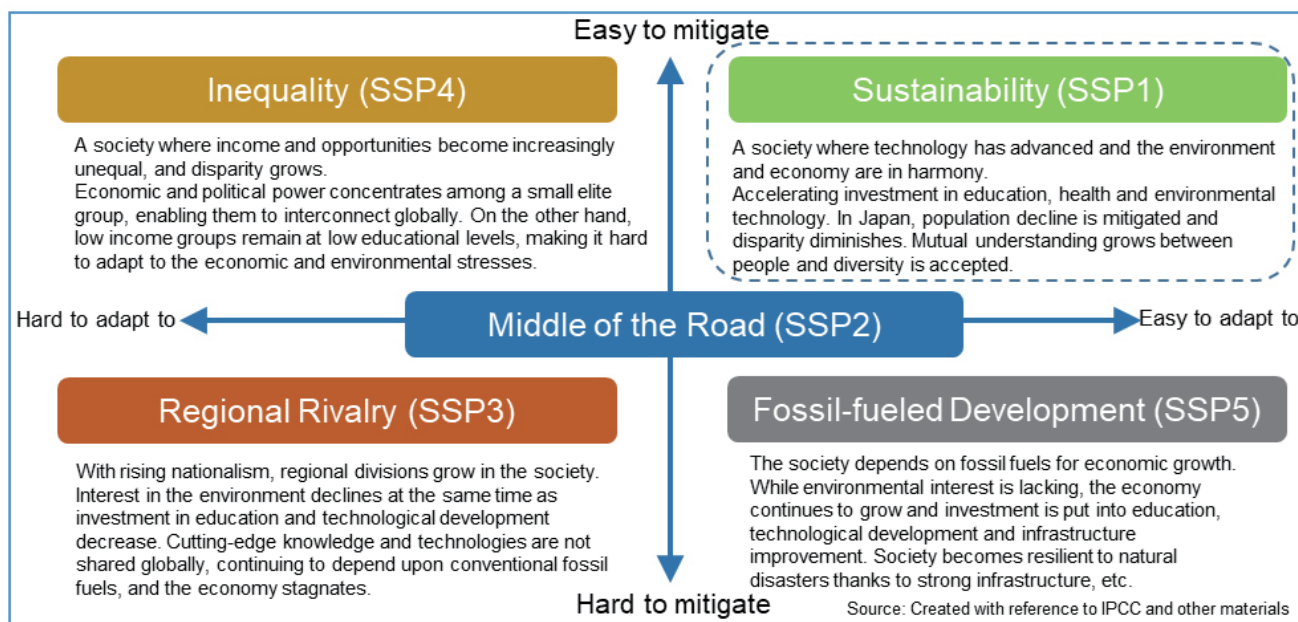 Easy to mitigate
Inequality (SSP4)
A society where income and opportunities become increasingly
unequal, and disparity grows.
Economic and political power concentrates among a small elite
group, enabling them to interconnect globally. On the other hand,
low income groups remain at low educational levels, making it hard
to adapt to the economic and environmental stresses.
Sustainability (SSP1)
A society where technology has advanced and the environment
and economy are in harmony.
Accelerating investment in education, health and environmental
technology. In Japan, population decline is mitigated and
disparity diminishes. Mutual understanding grows between
people and diversity is accepted.
Hard to adapt to
Middle of the Road (SSP2)
Easy to adapt to
Regional Rivalry (SSP3)
With rising nationalism, regional divisions grow in the society.
Interest in the environment declines at the same time as
investment in education and technological development
decrease. Cutting-edge knowledge and technologies are not
shared globally, continuing to depend upon conventional fossil
fuels, and the economy stagnates.
Fossil-fueled Development (SSP5)
The society depends on fossil fuels for economic growth.
While environmental interest is lacking, the economy
continues to grow and investment is put into education,
technological development and infrastructure
improvement. Society becomes resilient to natural
disasters thanks to strong infrastructure, etc.
Hard to mitigate
Source: Created with reference to IPCC and other materials